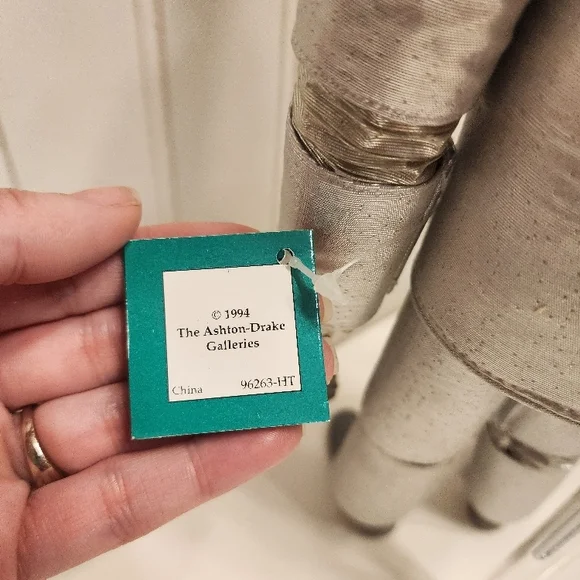 © 1994
The Ashton-Drake
Galleries
China 96263-HT